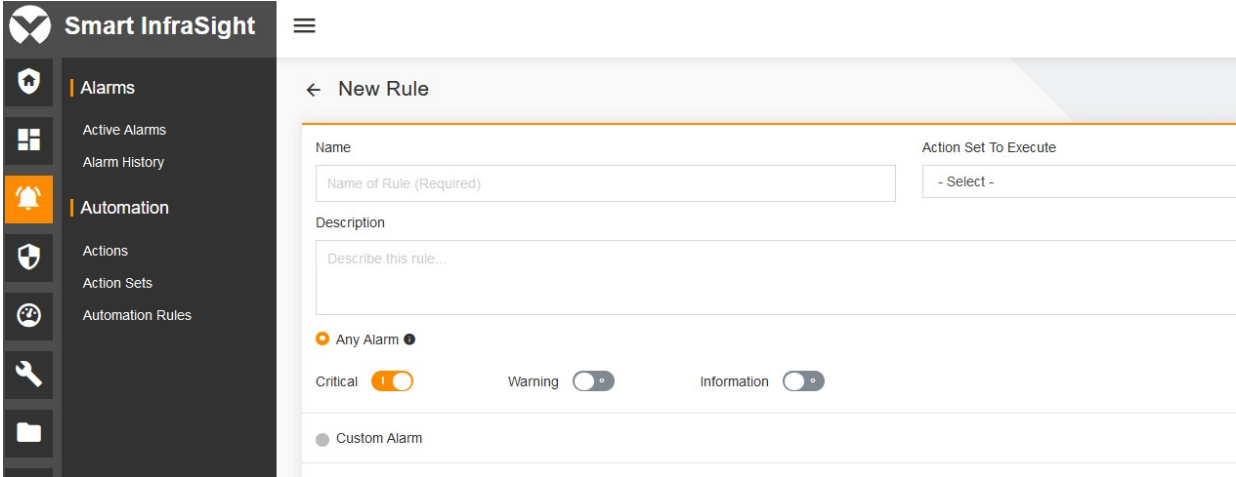 Smart InfraSight
Alarms
Active Alarms
Alarm History
Automation
Actions
Action Sets
Automation Rules
New Rule
Name
Action Set To Execute
Name of Rule (Required)
- Select -
Description
Describe this rule...
Any Alarm
Critical Warning Information
Custom Alarm